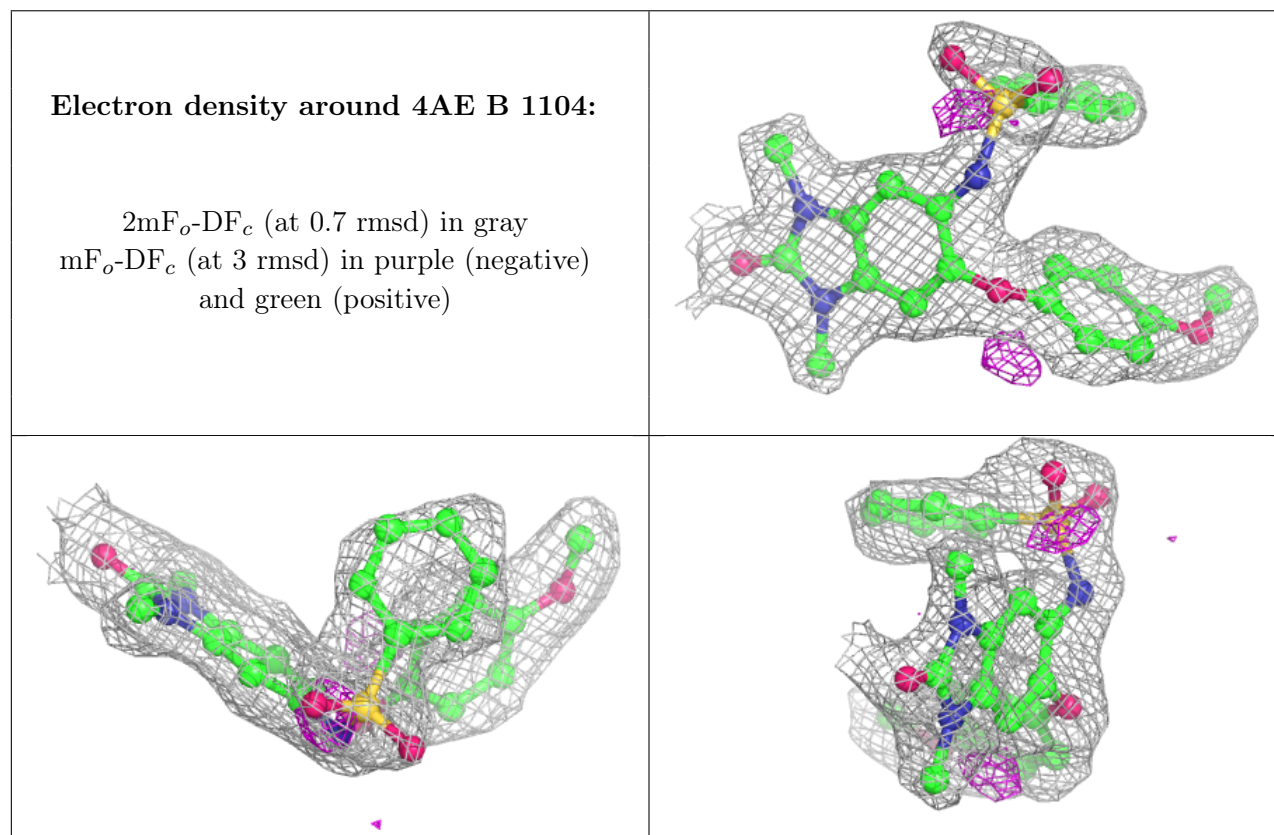 Electron density around 4AE B 1104:
2mFo-DFc (at 0.7 rmsd) in gray
mFo-DFc (at 3 rmsd) in purple (negative)
and green (positive)